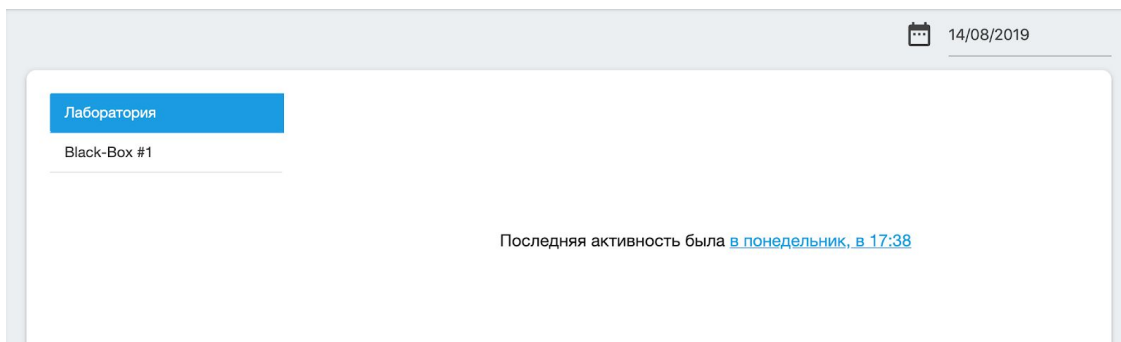 14/08/2019
Лаборатория
Black-Box #1
Последняя активность была в понедельник, в 17:38